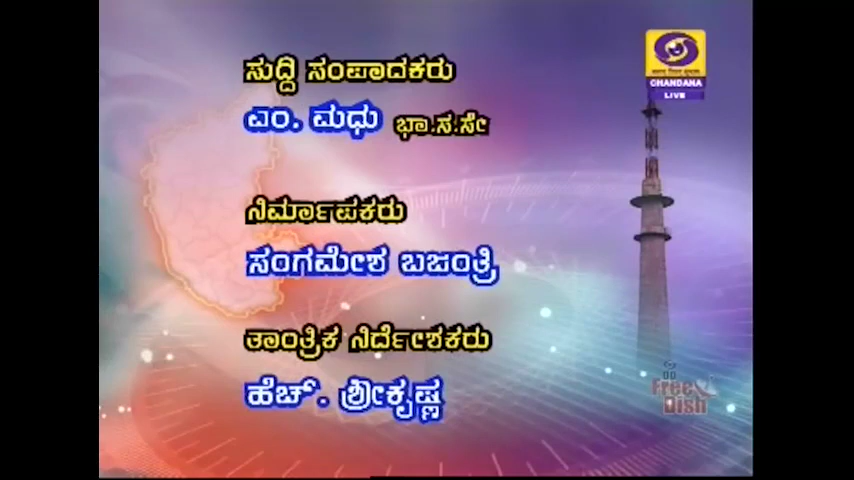 ಸುದ್ದಿ ಸಂಪಾದಕರು
ಎಂ. ಮಧು ಭಾ.ಸ.ಸೇ
ನಿರ್ಮಾಪಕರು
ಸಂಗಮೇಶ ಬಜಂತ್ರಿ
ತಾಂತ್ರಿಕ ನಿರ್ದೇಶಕರು
ಹೆಚ್. ಶ್ರೀಕೃಷ್ಣ
CHANDANA
LIVE
DD
Free
Dish